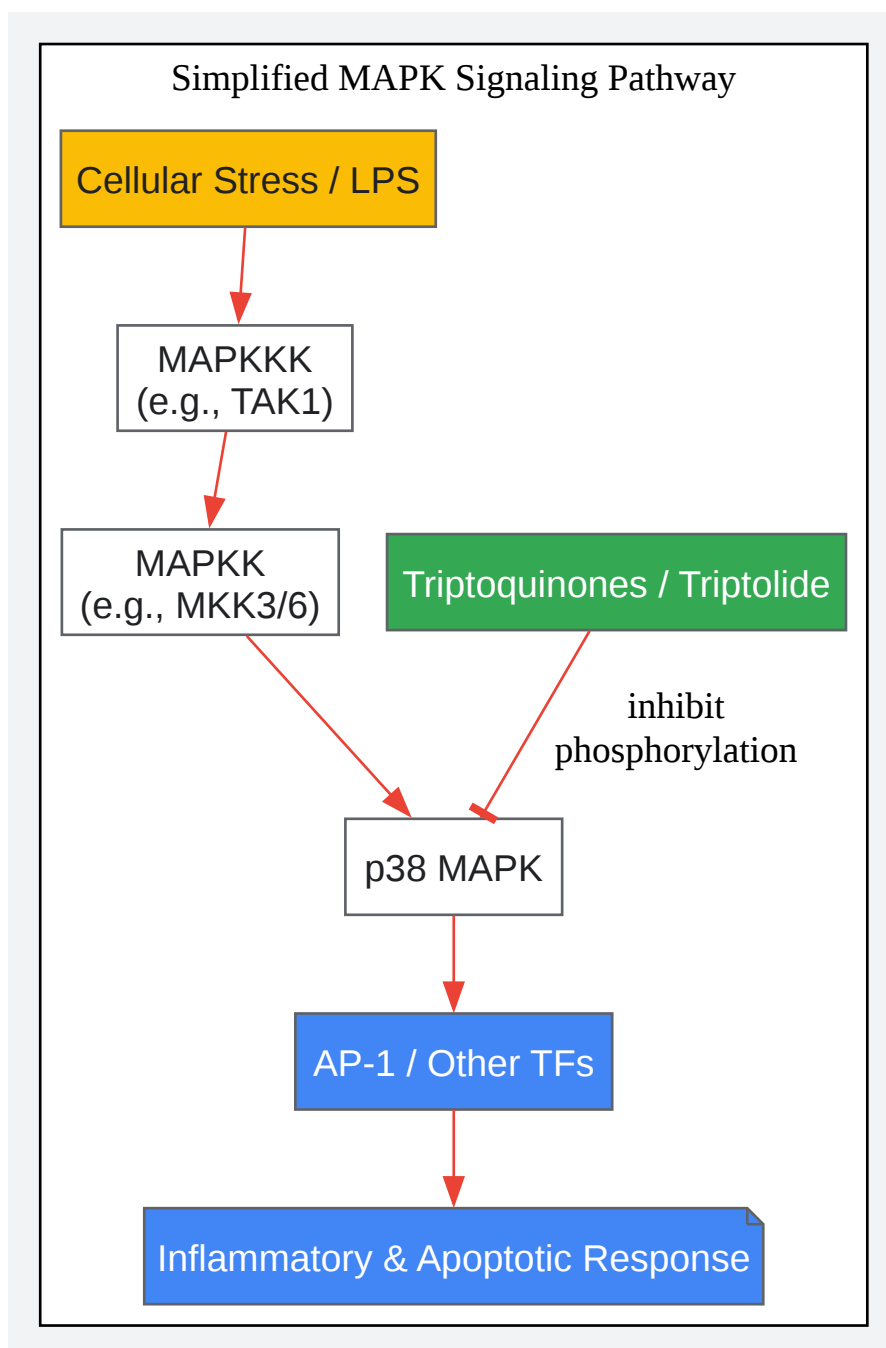 Simplified MAPK Signaling Pathway
Cellular Stress / LPS
MAPKKK
(e.g., TAK1)
MAPKK
(e.g., MKK3/6)
Triptoquinones / Triptolide
inhibit
phosphorylation
p38 MAPK
AP-1 / Other TFs
Inflammatory & Apoptotic Response